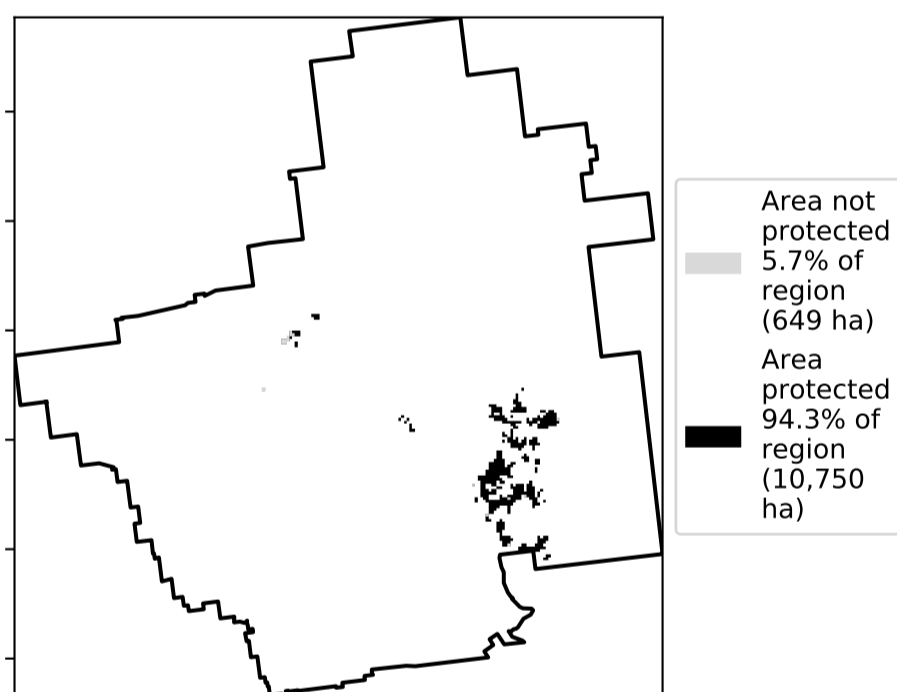 Area not
protected
5.7% of
region
(649 ha)
Area
protected
94.3% of
region
(10,750
ha)